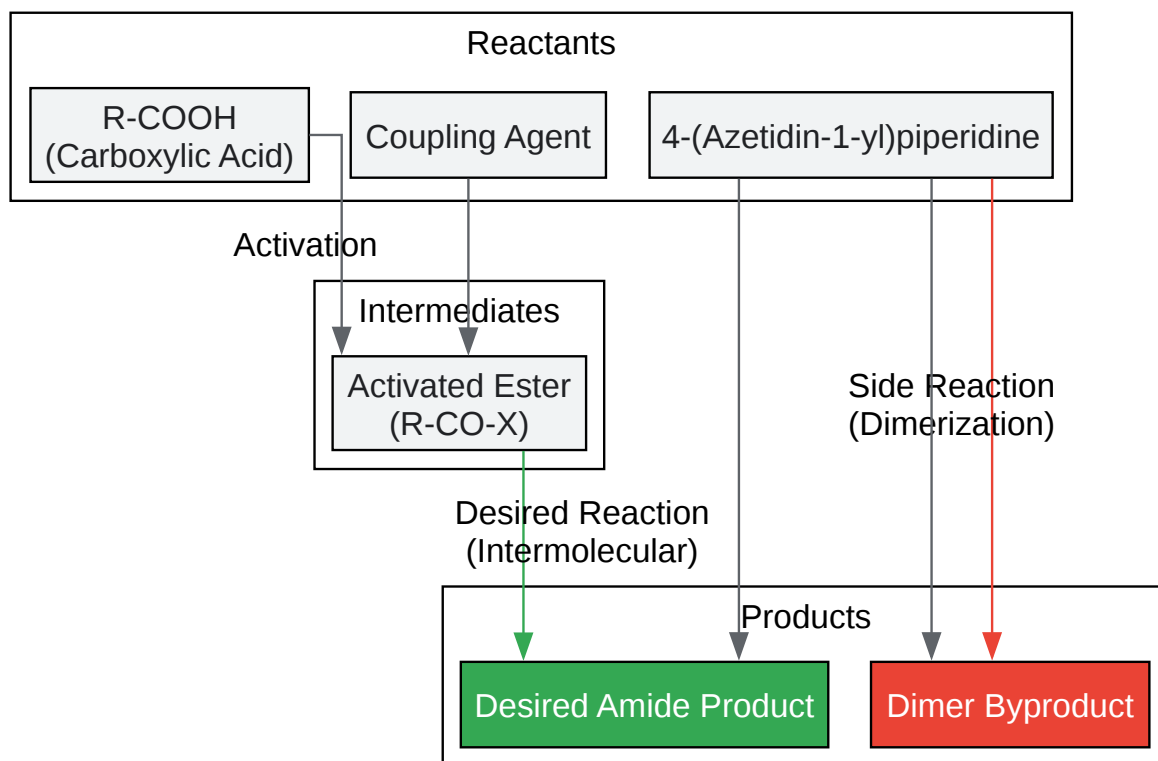 Reactants
R-COOH
(Carboxylic Acid)
Coupling Agent
4-(Azetidin-1-yl)piperidine
Activation
Intermediates
Activated Ester
(R-CO-X)
Side Reaction
(Dimerization)
Desired Reaction
(Intermolecular)
Products
Desired Amide Product
Dimer Byproduct